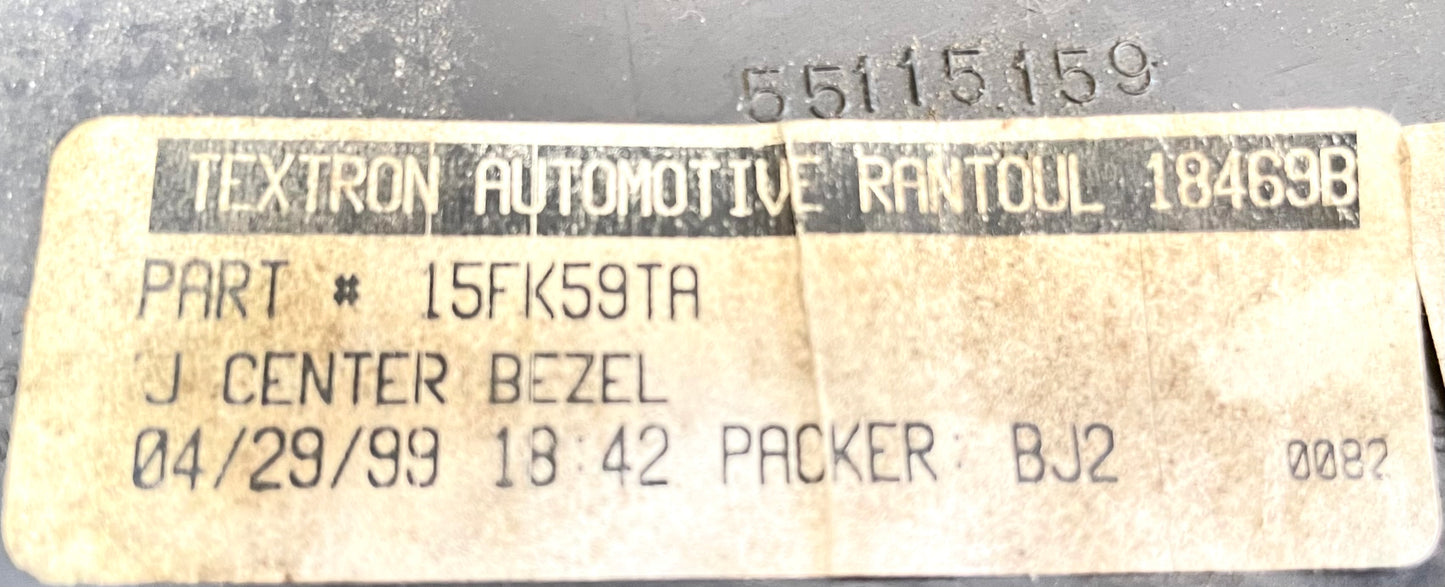 55115159
TEXTRON AUTOMOTIVE RANTOUL 18469B
PART # 15FK59TA
J CENTER BEZEL
04/29/99 18:42 PACKER: BJ2 0082